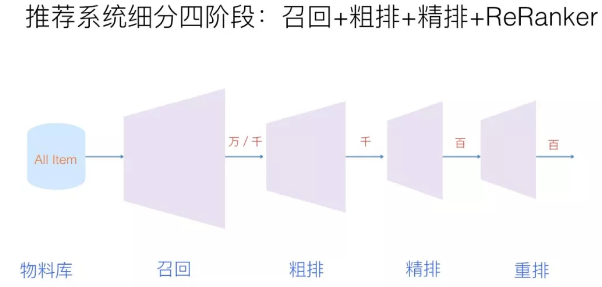 推荐系统细分四阶段：召回+粗排+精排+ReRanker
All Item
万/千
千
百
百
物料库
召回
粗排
精排
重排